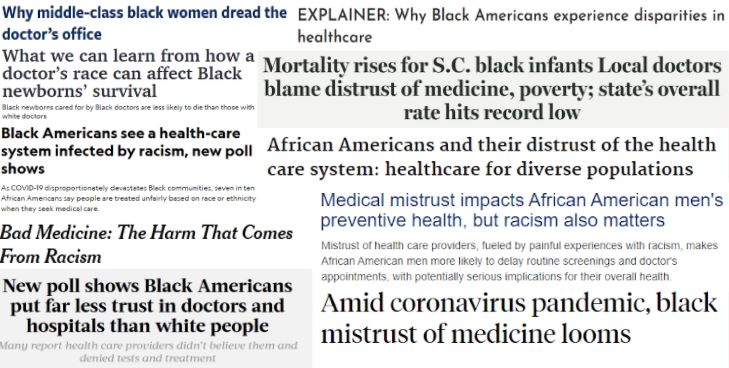 Why middle-class black women dread the
doctor's office
What we can learn from how a
doctor's race can affect Black
newborns' survival
Black newborns cared for by Black doctors are less likely to die than those with
white doctors
Black Americans see a health-care
system infected by racism, new poll
shows
As COVID-19 disproportionately devastates Black communities, seven in ten
African Americans say people are treated unfairly based on race or ethnicity
when they seek medical care.
Bad Medicine: The Harm That Comes
From Racism
New poll shows Black Americans
put far less trust in doctors and
hospitals than white people
Many report health care providers didn't believe them and
denied tests and treatment
EXPLAINER: Why Black Americans experience disparities in
healthcare
Mortality rises for S.C. black infants Local doctors
blame distrust of medicine, poverty; state's overall
rate hits record low
African Americans and their distrust of the health
care system: healthcare for diverse populations
Medical mistrust impacts African American men's
preventive health, but racism also matters
Mistrust of health care providers, fueled by painful experiences with racism, makes
African American men more likely to delay routine screenings and doctor's
appointments, with potentially serious implications for their overall health.
Amid coronavirus pandemic, black
mistrust of medicine looms